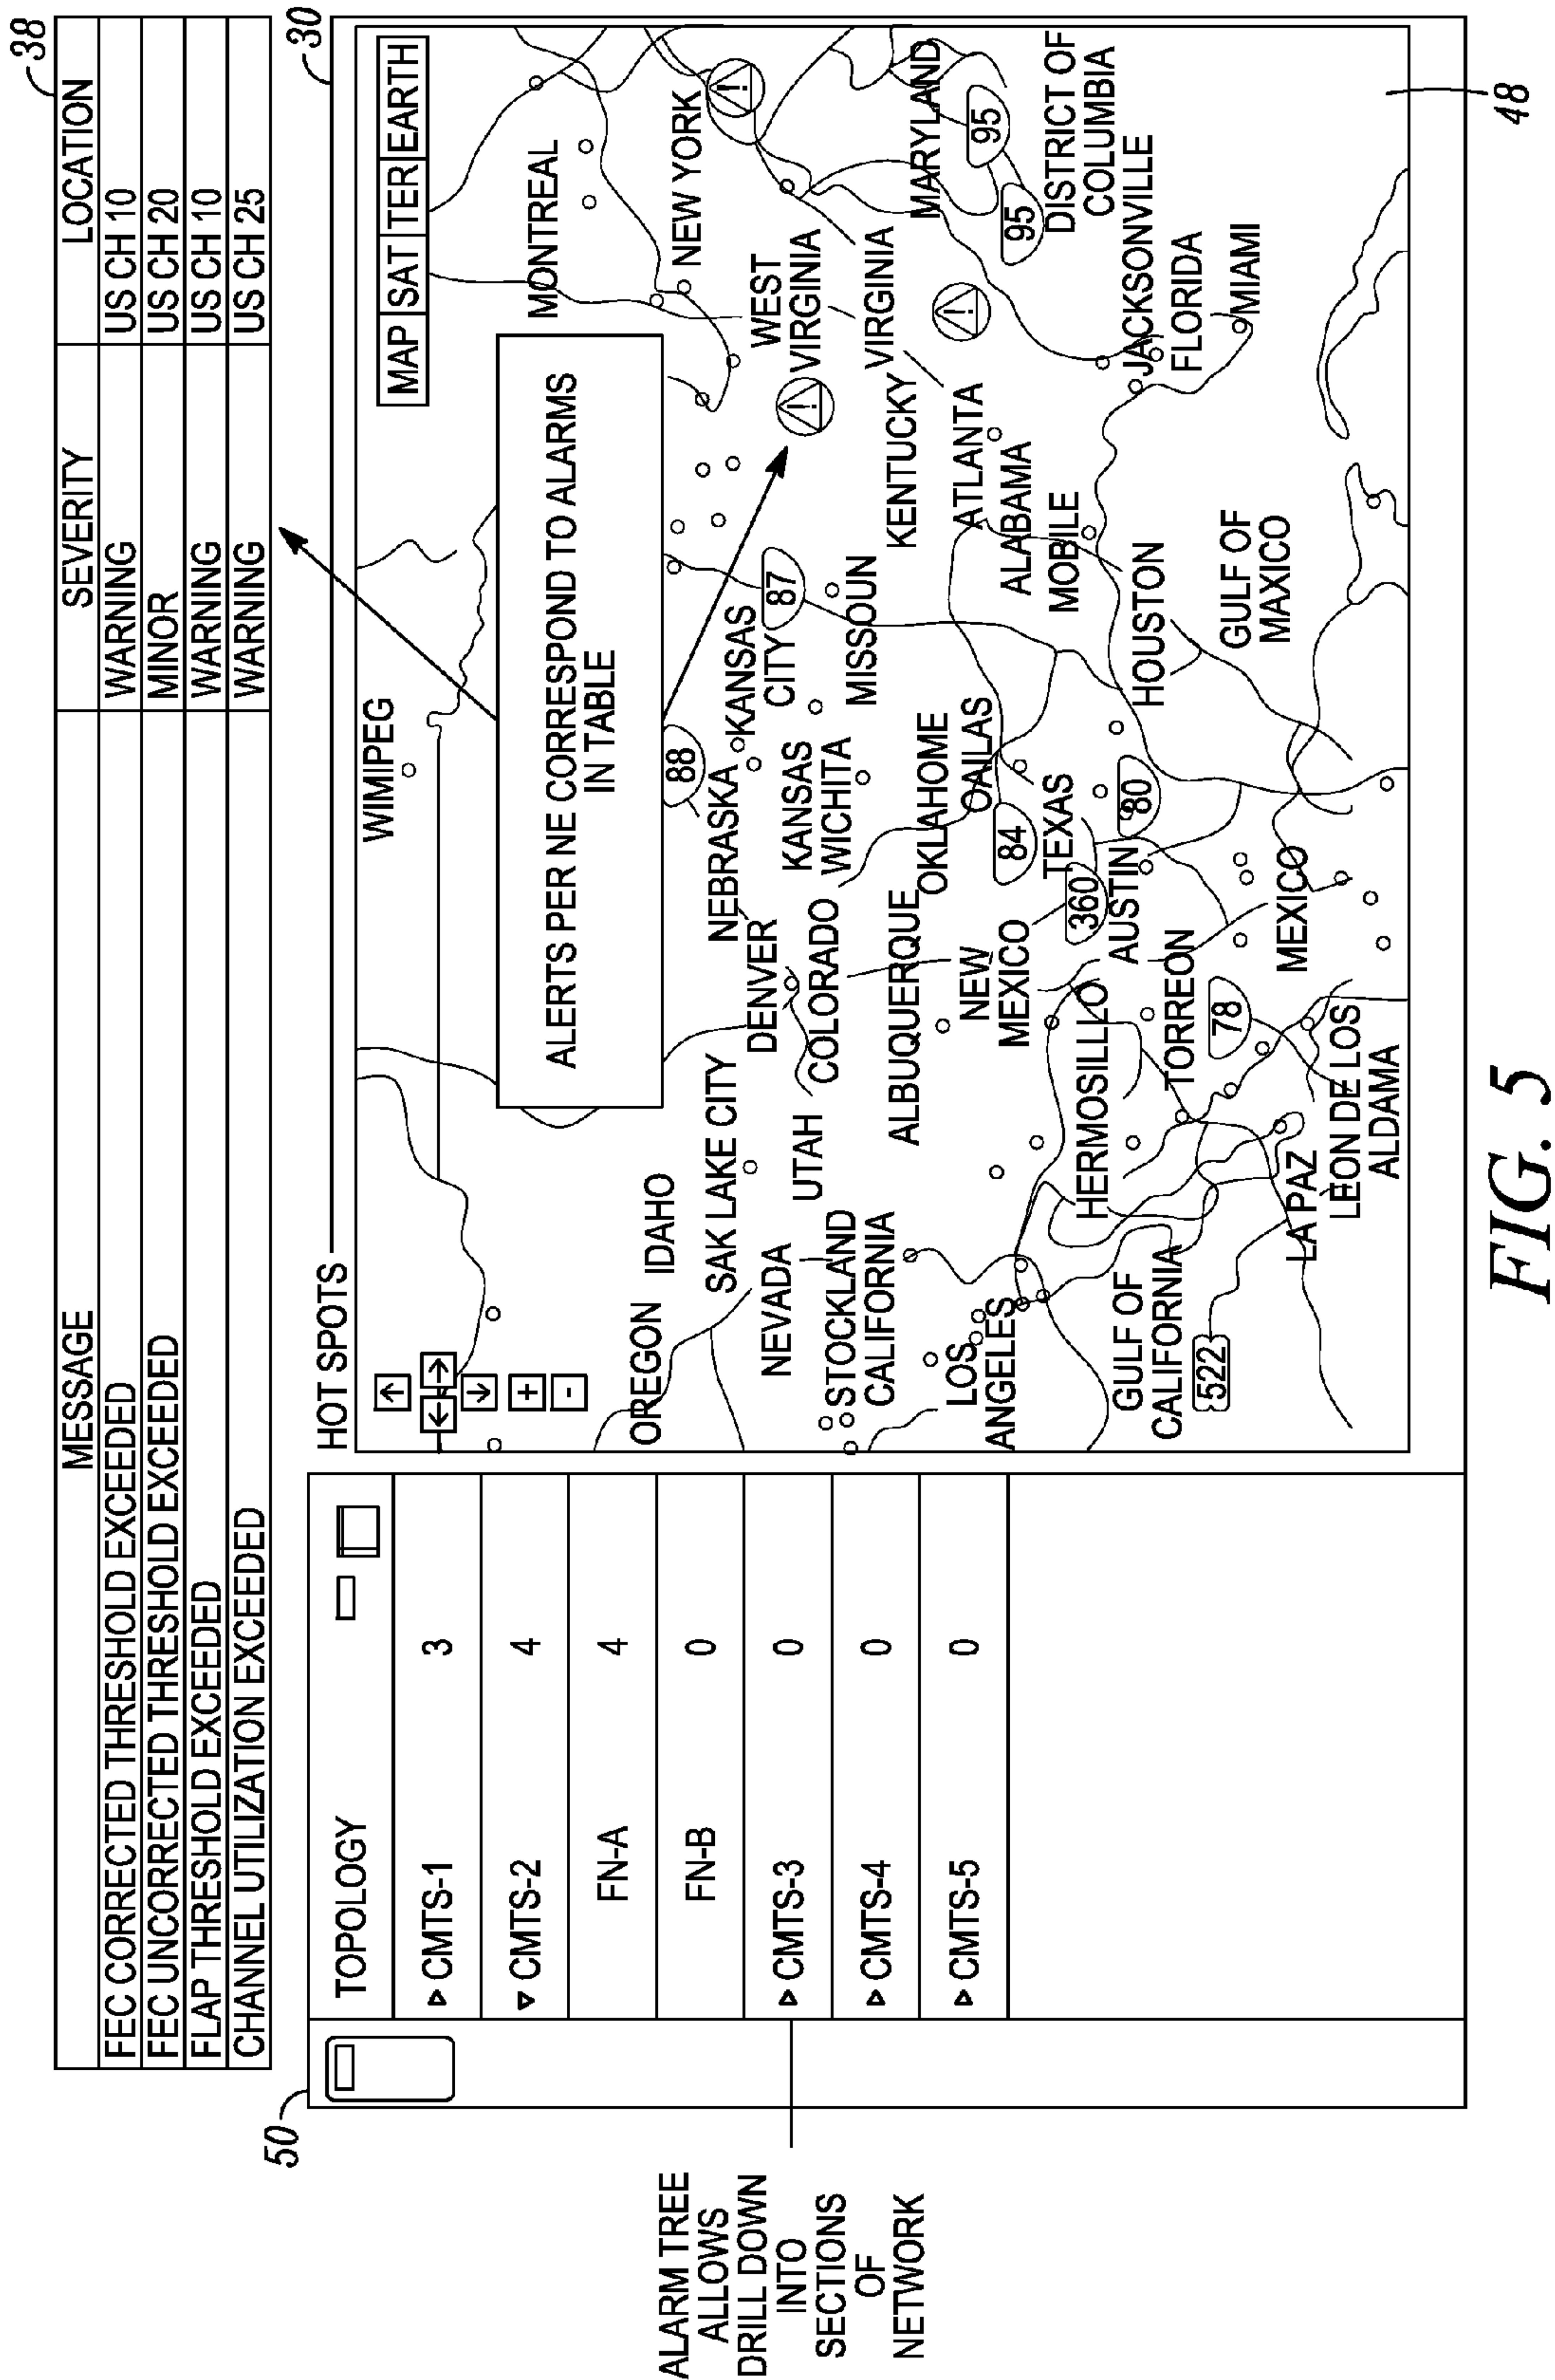 38
MESSAGE SEVERITY LOCATION
FEC CORRECTED THRESHOLD EXCEEDED WARNING US CH 10
FEC UNCORRECTED THRESHOLD EXCEEDED MINOR US CH 20
FLAP THRESHOLD EXCEEDED WARNING US CH 10
CHANNEL UTILIZATION EXCEEDED WARNING US CH 25
50
30
TOPOLOGY
CMTS-1 3
CMTS-2 4
FN-A 4
FN-B 0
CMTS-3 0
CMTS-4 0
CMTS-5 0
ALARM TREE
ALLOWS
DRILL DOWN
INTO
SECTIONS
OF
NETWORK
HOT SPOTS
MAP SAT TER EARTH
+
-
WIMIPEG
MONTREAL
ALERTS PER NE CORRESPOND TO ALARMS
IN TABLE
OREGON
IDAHO
88
NEW YORK
SAK LAKE CITY
NEBRASKA
KANSAS
CITY
87
DENVER
NEVADA
UTAH
COLORADO
KANSAS
WICHITA
MISSOUN
WEST
VIRGINIA
VIRGINIA
STOCKLAND
CALIFORNIA
ALBUQUERQUE
OKLAHOME
KENTUCKY
MARYLAND
95
95
DISTRICT OF
COLUMBIA
LOS
ANGELES
NEW
MEXICO
OAILAS
84
TEXAS
ATLANTA
ALABAMA
MOBILE
360
80
AUSTIN
HERMOSILLLO
GULF OF
CALIFORNIA
TORREON
HOUSTON
JACKSONVILLE
FLORIDA
MIAMI
522
78
GULF OF
MAXICO
MEXICO
LA PAZ
LEON DE LOS
ALDAMA
48
FIG. 5